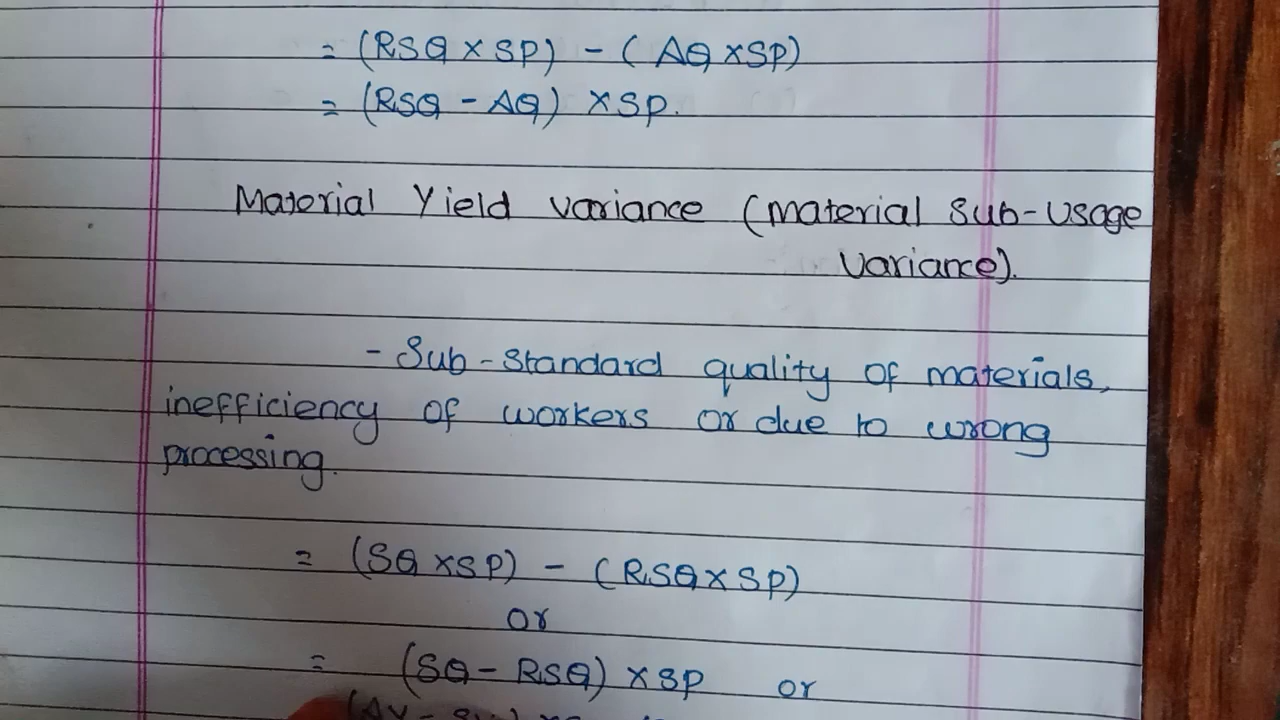 = (RSQ x SP) - (AQ x SP)
= (RSQ - AQ) x SP.
Material Yield variance (material Sub-usage
variance).
- Sub-standard quality of materials,
inefficiency of workers or due to wrong
processing.
= (SQ x SP) - (RSQ x SP)
or
= (SQ - RSQ) x SP or